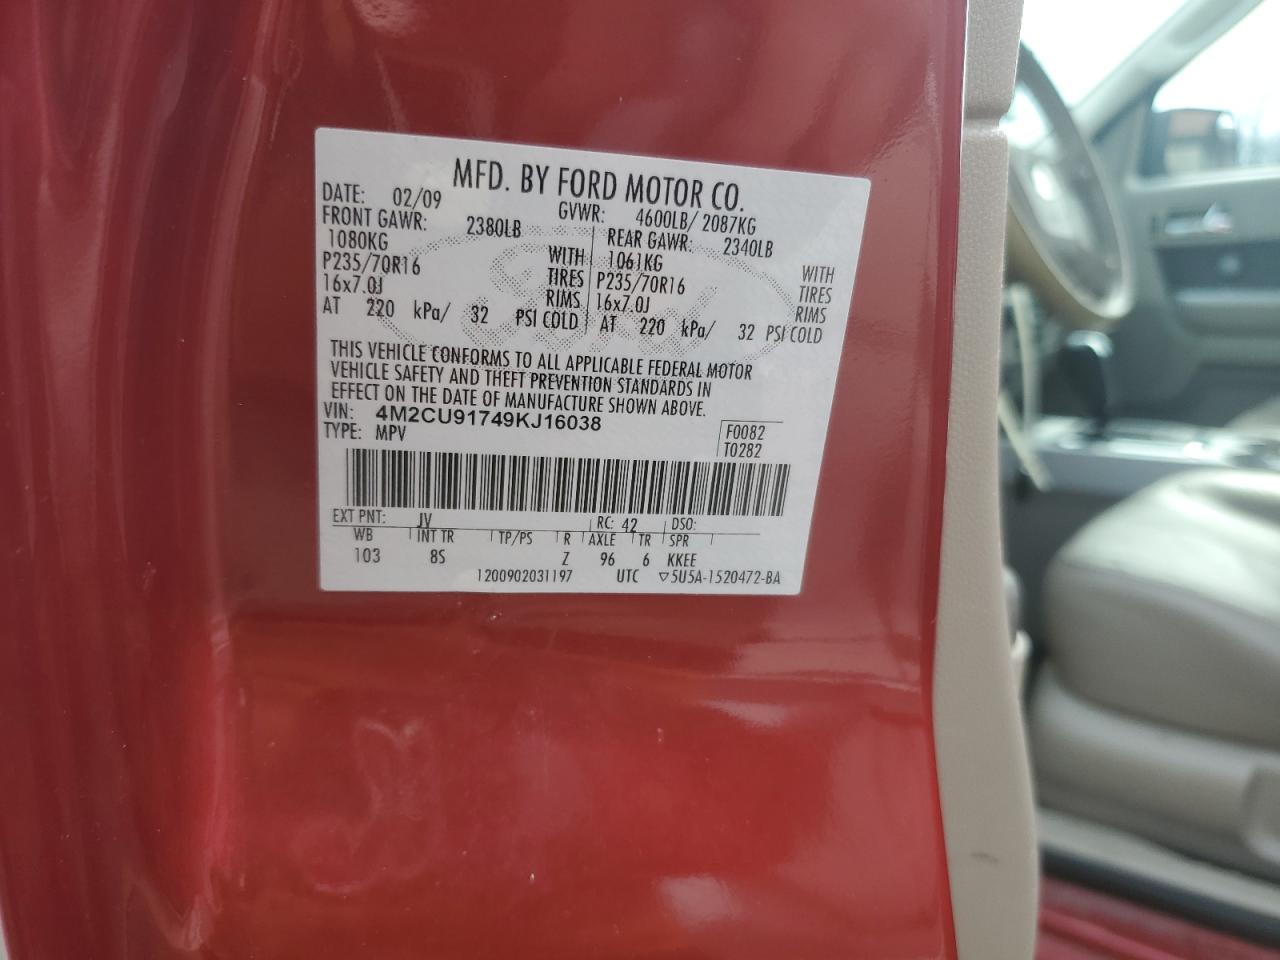 MFD. BY FORD MOTOR CO.
DATE: 02/09 GVWR: 4600LB/ 2087KG
FRONT GAWR: 2380LB REAR GAWR: 2340LB
1080KG WITH 1061KG WITH
P235/70R16 TIRES P235/70R16 TIRES
16x7.0J RIMS 16x7.0J RIMS
AT 220 kPa/ 32 PSI COLD AT 220 kPa/ 32 PSI COLD
THIS VEHICLE CONFORMS TO ALL APPLICABLE FEDERAL MOTOR
VEHICLE SAFETY AND THEFT PREVENTION STANDARDS IN
EFFECT ON THE DATE OF MANUFACTURE SHOWN ABOVE.
VIN: 4M2CU91749KJ16038
TYPE: MPV F0082
T0282
EXT PNT: JV RC: 42 DSO:
WB INT TR TP/PS R AXLE TR SPR
103 8S Z 96 6 KKEE
1200902031197 UTC ▽5U5A-1520472-BA
Ford